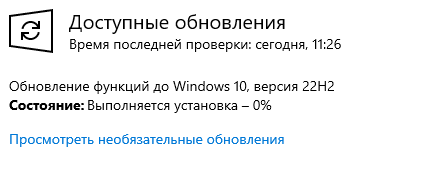 Доступные обновления
Время последней проверки: сегодня, 11:26
Обновление функций до Windows 10, версия 22H2
Состояние: Выполняется установка – 0%
Просмотреть необязательные обновления